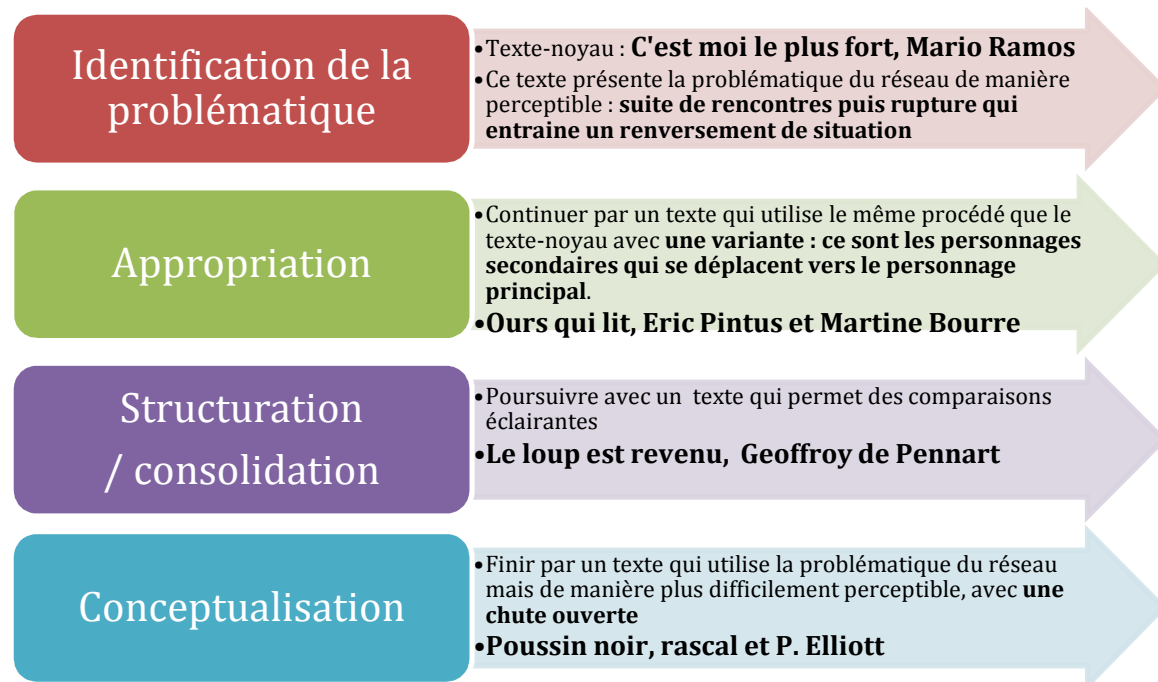 Identification de la
problématique
•Texte-noyau : C'est moi le plus fort, Mario Ramos
•Ce texte présente la problématique du réseau de manière
perceptible : suite de rencontres puis rupture qui
entraine un renversement de situation
Appropriation
•Continuer par un texte qui utilise le même procédé que le
texte-noyau avec une variante : ce sont les personnages
secondaires qui se déplacent vers le personnage
principal.
•Ours qui lit, Eric Pintus et Martine Bourre
Structuration
/ consolidation
•Poursuivre avec un texte qui permet des comparaisons
éclairantes
•Le loup est revenu, Geoffroy de Pennart
Conceptualisation
•Finir par un texte qui utilise la problématique du réseau
mais de manière plus difficilement perceptible, avec une
chute ouverte
•Poussin noir, rascal et P. Elliott